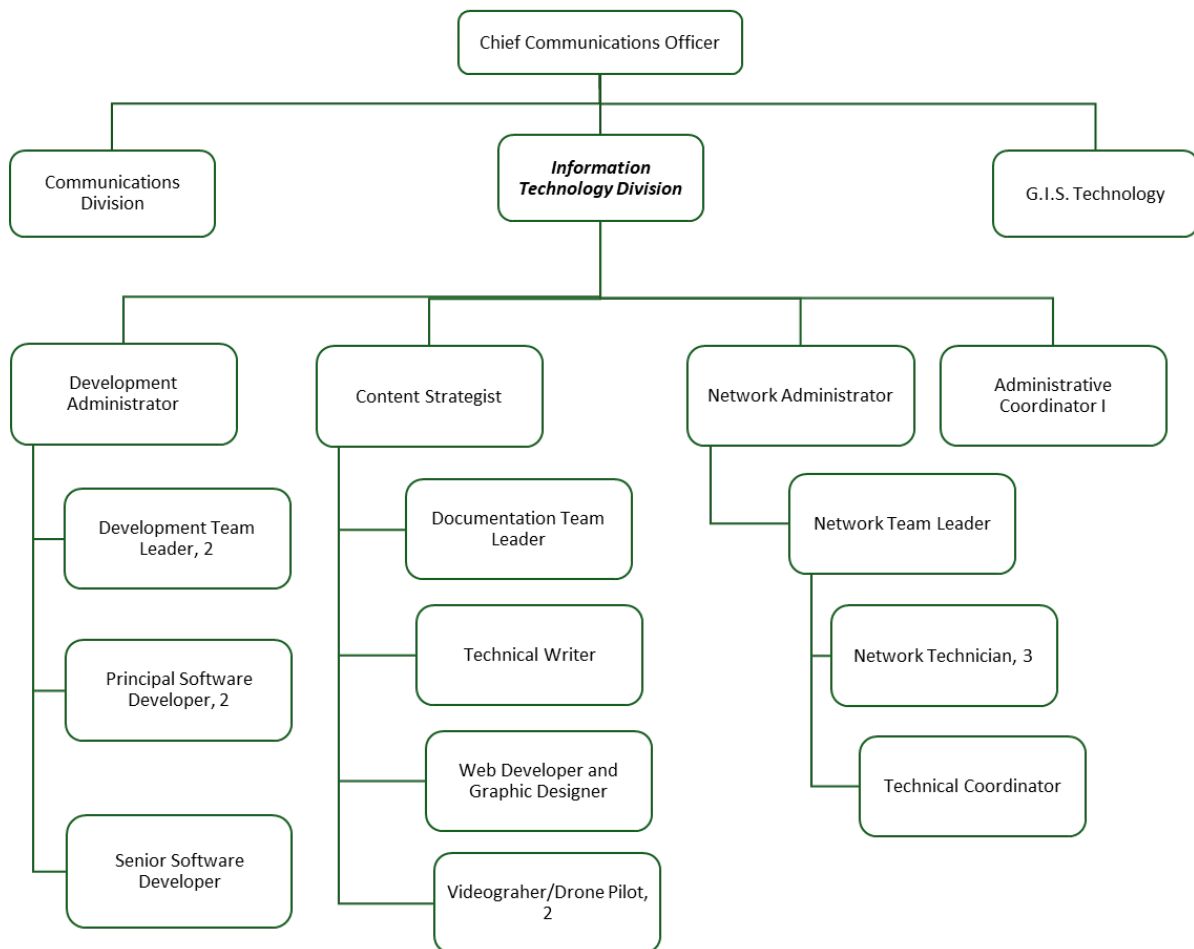 Chief Communications Officer
Communications
Division
Information
Technology Division
G.I.S. Technology
Development
Administrator
Content Strategist
Network Administrator
Administrative
Coordinator I
Development Team
Leader, 2
Documentation Team
Leader
Network Team Leader
Principal Software
Developer, 2
Technical Writer
Network Technician, 3
Web Developer and
Graphic Designer
Technical Coordinator
Senior Software
Developer
Videograher/Drone Pilot,
2